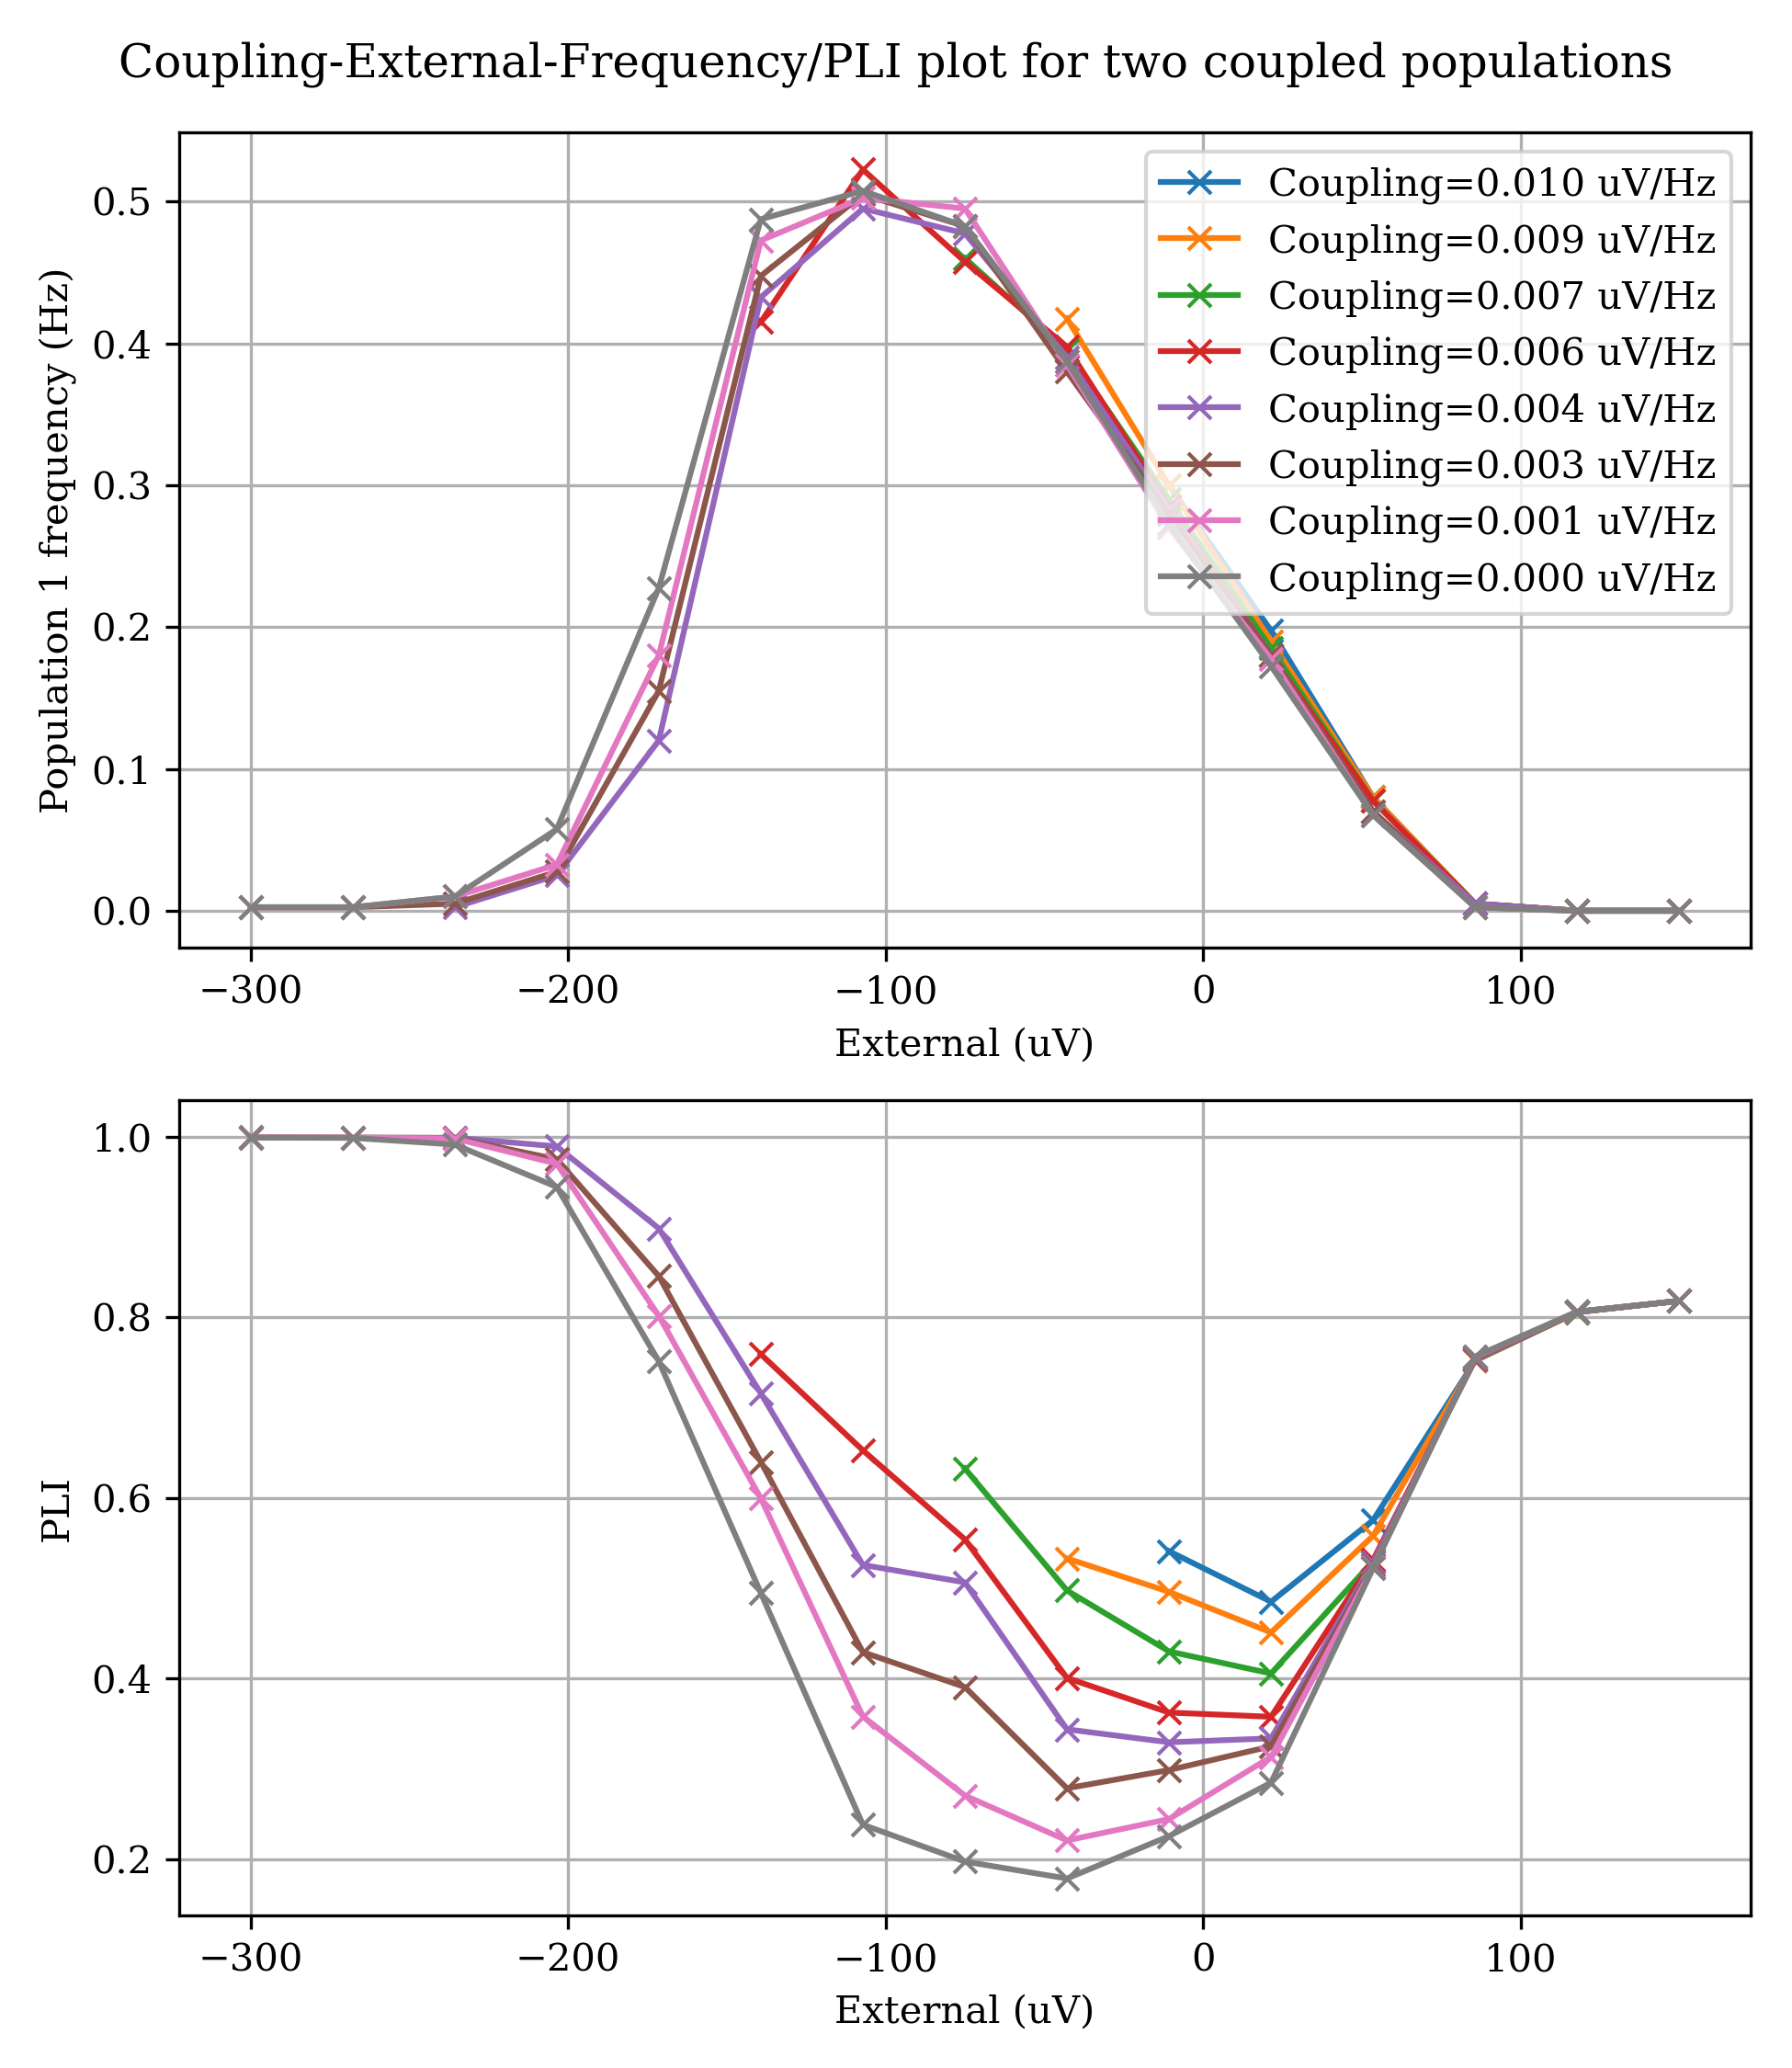 Coupling-External-Frequency/PLI plot for two coupled populations
Population 1 frequency (Hz)
0.5
0.4
0.3
0.2
0.1
0.0
Coupling=0.010 uV/Hz
Coupling=0.009 uV/Hz
Coupling=0.007 uV/Hz
Coupling=0.006 uV/Hz
Coupling=0.004 uV/Hz
Coupling=0.003 uV/Hz
Coupling=0.001 uV/Hz
Coupling=0.000 uV/Hz
−300 −200 −100 0 100
External (uV)
PLI
1.0
0.8
0.6
0.4
0.2
−300 −200 −100 0 100
External (uV)